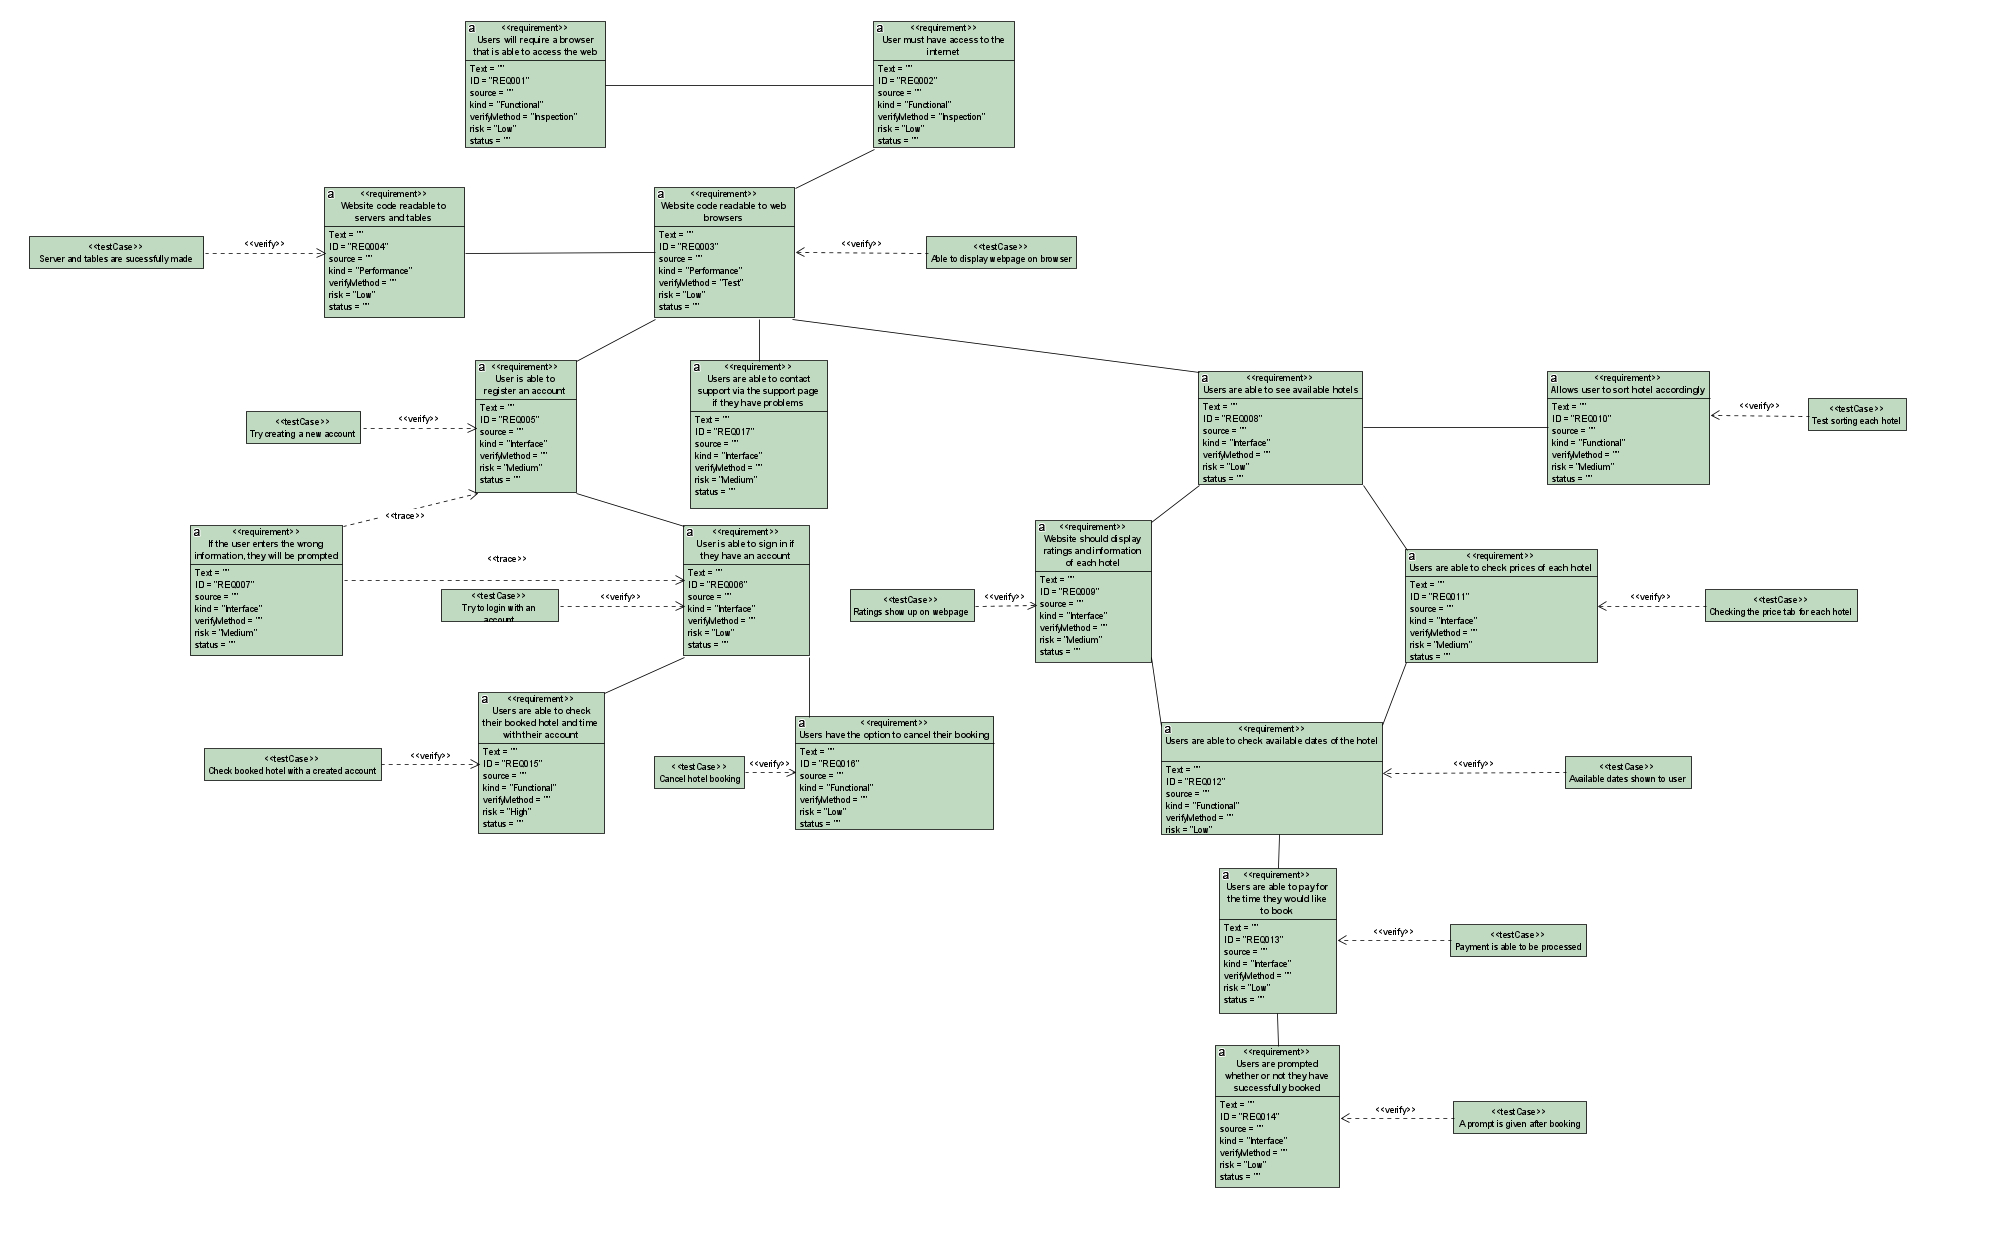 a <<requirement>>
Users will require a browser
that is able to access the web
Text = ""
ID = "REQ001"
source = ""
kind = "Functional"
verifyMethod = "Inspection"
risk = "Low"
status = ""
a <<requirement>>
User must have access to the
internet
Text = ""
ID = "REQ002"
source = ""
kind = "Functional"
verifyMethod = "Inspection"
risk = "Low"
status = ""
<<testCase>>
Server and tables are sucessfully made
<<verify>>
a <<requirement>>
Website code readable to
servers and tables
Text = ""
ID = "REQ004"
source = ""
kind = "Performance"
verifyMethod = ""
risk = "Low"
status = ""
a <<requirement>>
Website code readable to web
browsers
Text = ""
ID = "REQ003"
source = ""
kind = "Performance"
verifyMethod = "Test"
risk = "Low"
status = ""
<<verify>>
<<testCase>>
Able to display webpage on browser
<<testCase>>
Try creating a new account
<<verify>>
a <<requirement>>
User is able to
register an account
Text = ""
ID = "REQ005"
source = ""
kind = "Interface"
verifyMethod = ""
risk = "Medium"
status = ""
a <<requirement>>
Users are able to contact
support via the support page
if they have problems
Text = ""
ID = "REQ017"
source = ""
kind = "Interface"
verifyMethod = ""
risk = "Medium"
status = ""
a <<requirement>>
Users are able to see available hotels
Text = ""
ID = "REQ008"
source = ""
kind = "Interface"
verifyMethod = ""
risk = "Low"
status = ""
a <<requirement>>
Allows user to sort hotel accordingly
Text = ""
ID = "REQ010"
source = ""
kind = "Functional"
verifyMethod = ""
risk = "Medium"
status = ""
<<verify>>
<<testCase>>
Test sorting each hotel
<<trace>>
a <<requirement>>
If the user enters the wrong
information, they will be prompted
Text = ""
ID = "REQ007"
source = ""
kind = "Interface"
verifyMethod = ""
risk = "Medium"
status = ""
<<trace>>
<<testCase>>
Try to login with an
account
<<verify>>
a <<requirement>>
User is able to sign in if
they have an account
Text = ""
ID = "REQ006"
source = ""
kind = "Interface"
verifyMethod = ""
risk = "Low"
status = ""
<<testCase>>
Ratings show up on webpage
<<verify>>
a <<requirement>>
Website should display
ratings and information
of each hotel
Text = ""
ID = "REQ009"
source = ""
kind = "Interface"
verifyMethod = ""
risk = "Medium"
status = ""
a <<requirement>>
Users are able to check prices of each hotel
Text = ""
ID = "REQ011"
source = ""
kind = "Interface"
verifyMethod = ""
risk = "Medium"
status = ""
<<verify>>
<<testCase>>
Checking the price tab for each hotel
<<testCase>>
Check booked hotel with a created account
<<verify>>
a <<requirement>>
Users are able to check
their booked hotel and time
with their account
Text = ""
ID = "REQ015"
source = ""
kind = "Functional"
verifyMethod = ""
risk = "High"
status = ""
<<testCase>>
Cancel hotel booking
<<verify>>
a <<requirement>>
Users have the option to cancel their booking
Text = ""
ID = "REQ016"
source = ""
kind = "Functional"
verifyMethod = ""
risk = "Low"
status = ""
a <<requirement>>
Users are able to check available dates of the hotel
Text = ""
ID = "REQ012"
source = ""
kind = "Functional"
verifyMethod = ""
risk = "Low"
<<verify>>
<<testCase>>
Available dates shown to user
a <<requirement>>
Users are able to pay for
the time they would like
to book
Text = ""
ID = "REQ013"
source = ""
kind = "Interface"
verifyMethod = ""
risk = "Low"
status = ""
<<verify>>
<<testCase>>
Payment is able to be processed
a <<requirement>>
Users are prompted
whether or not they have
successfully booked
Text = ""
ID = "REQ014"
source = ""
kind = "Interface"
verifyMethod = ""
risk = "Low"
status = ""
<<verify>>
<<testCase>>
A prompt is given after booking